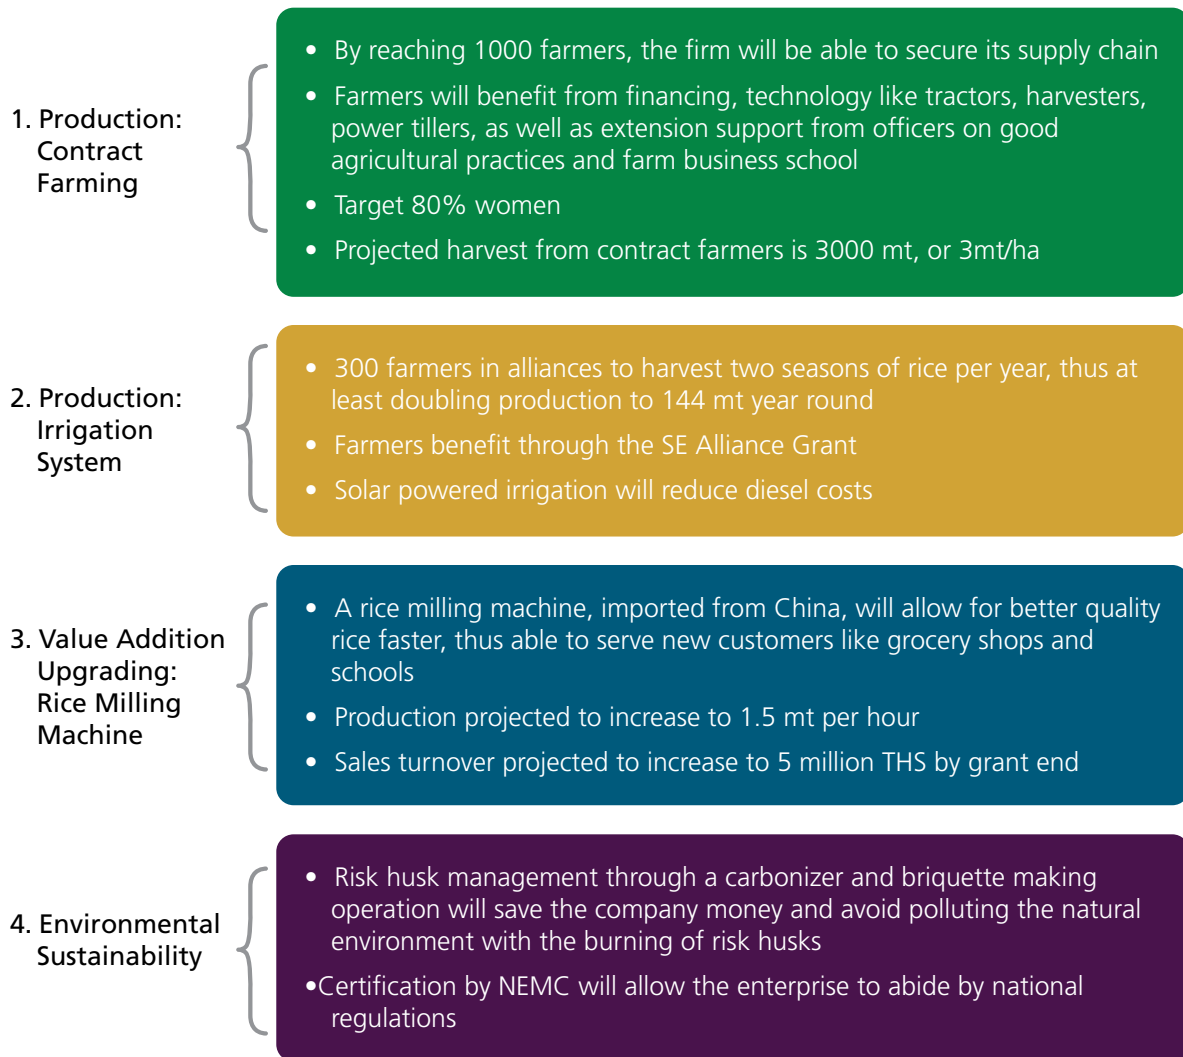 1. Production:
Contract
Farming
• By reaching 1000 farmers, the firm will be able to secure its supply chain
• Farmers will benefit from financing, technology like tractors, harvesters,
power tillers, as well as extension support from officers on good
agricultural practices and farm business school
• Target 80% women
• Projected harvest from contract farmers is 3000 mt, or 3mt/ha
2. Production:
Irrigation
System
• 300 farmers in alliances to harvest two seasons of rice per year, thus at
least doubling production to 144 mt year round
• Farmers benefit through the SE Alliance Grant
• Solar powered irrigation will reduce diesel costs
3. Value Addition
Upgrading:
Rice Milling
Machine
• A rice milling machine, imported from China, will allow for better quality
rice faster, thus able to serve new customers like grocery shops and
schools
• Production projected to increase to 1.5 mt per hour
• Sales turnover projected to increase to 5 million THS by grant end
4. Environmental
Sustainability
• Risk husk management through a carbonizer and briquette making
operation will save the company money and avoid polluting the natural
environment with the burning of risk husks
•Certification by NEMC will allow the enterprise to abide by national
regulations